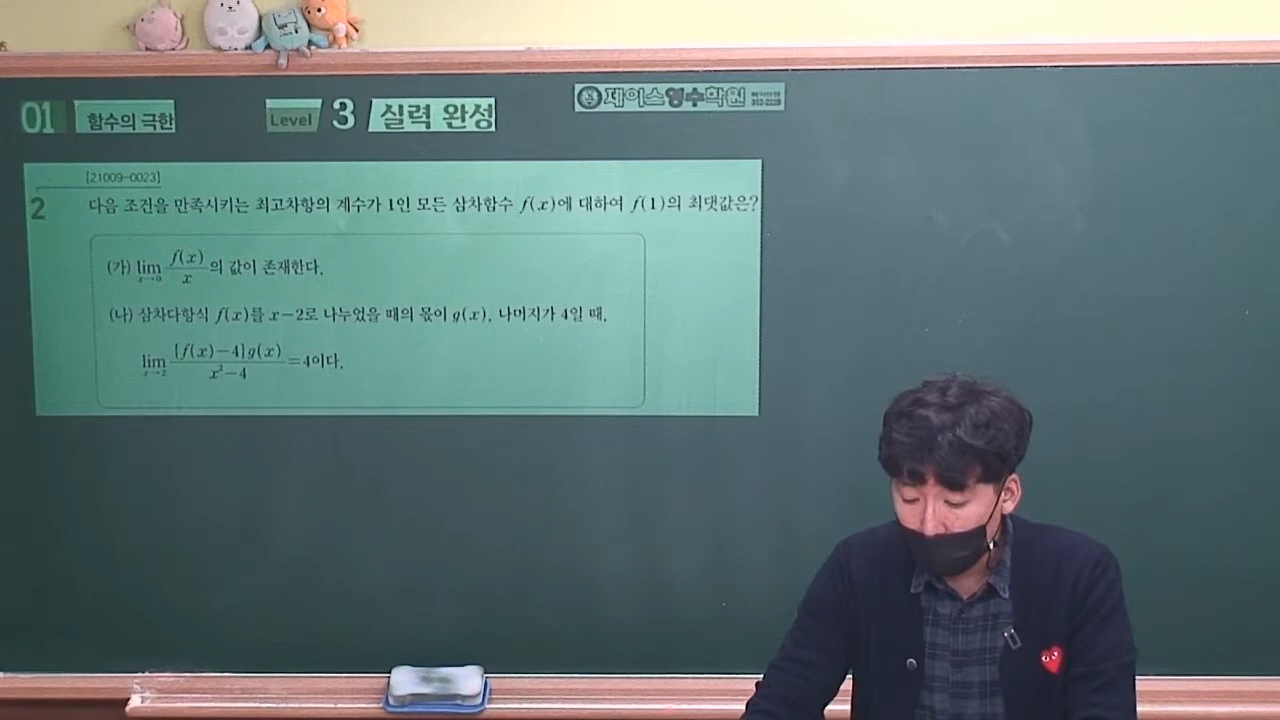 01 함수의 극한 Level 3 실력 완성
제이스영수학원
[21009-0023]
2 다음 조건을 만족시키는 최고차항의 계수가 1인 모든 삼차함수 f(x)에 대하여 f(1)의 최댓값은?
(가) lim x→0 f(x)/x 의 값이 존재한다.
(나) 삼차다항식 f(x)를 x-2로 나누었을 때의 몫이 g(x), 나머지가 4일 때,
lim x→2 {f(x)-4}g(x)/x²-4 =4이다.